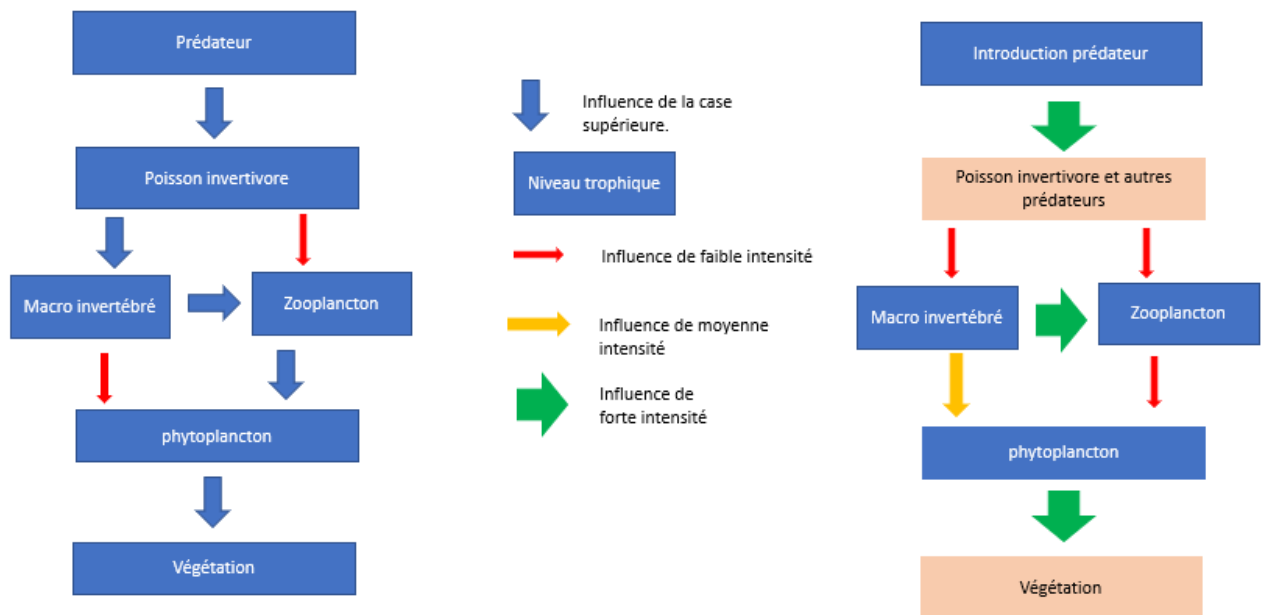 Prédateur
Poisson invertivore
Macro invertébré
Zooplancton
phytoplancton
Végétation
Influence de la case
supérieure.
Niveau trophique
Influence de faible intensité
Influence de moyenne
intensité
Influence de
forte intensité
Introduction prédateur
Poisson invertivore et autres
prédateurs
Macro invertébré
Zooplancton
phytoplancton
Végétation